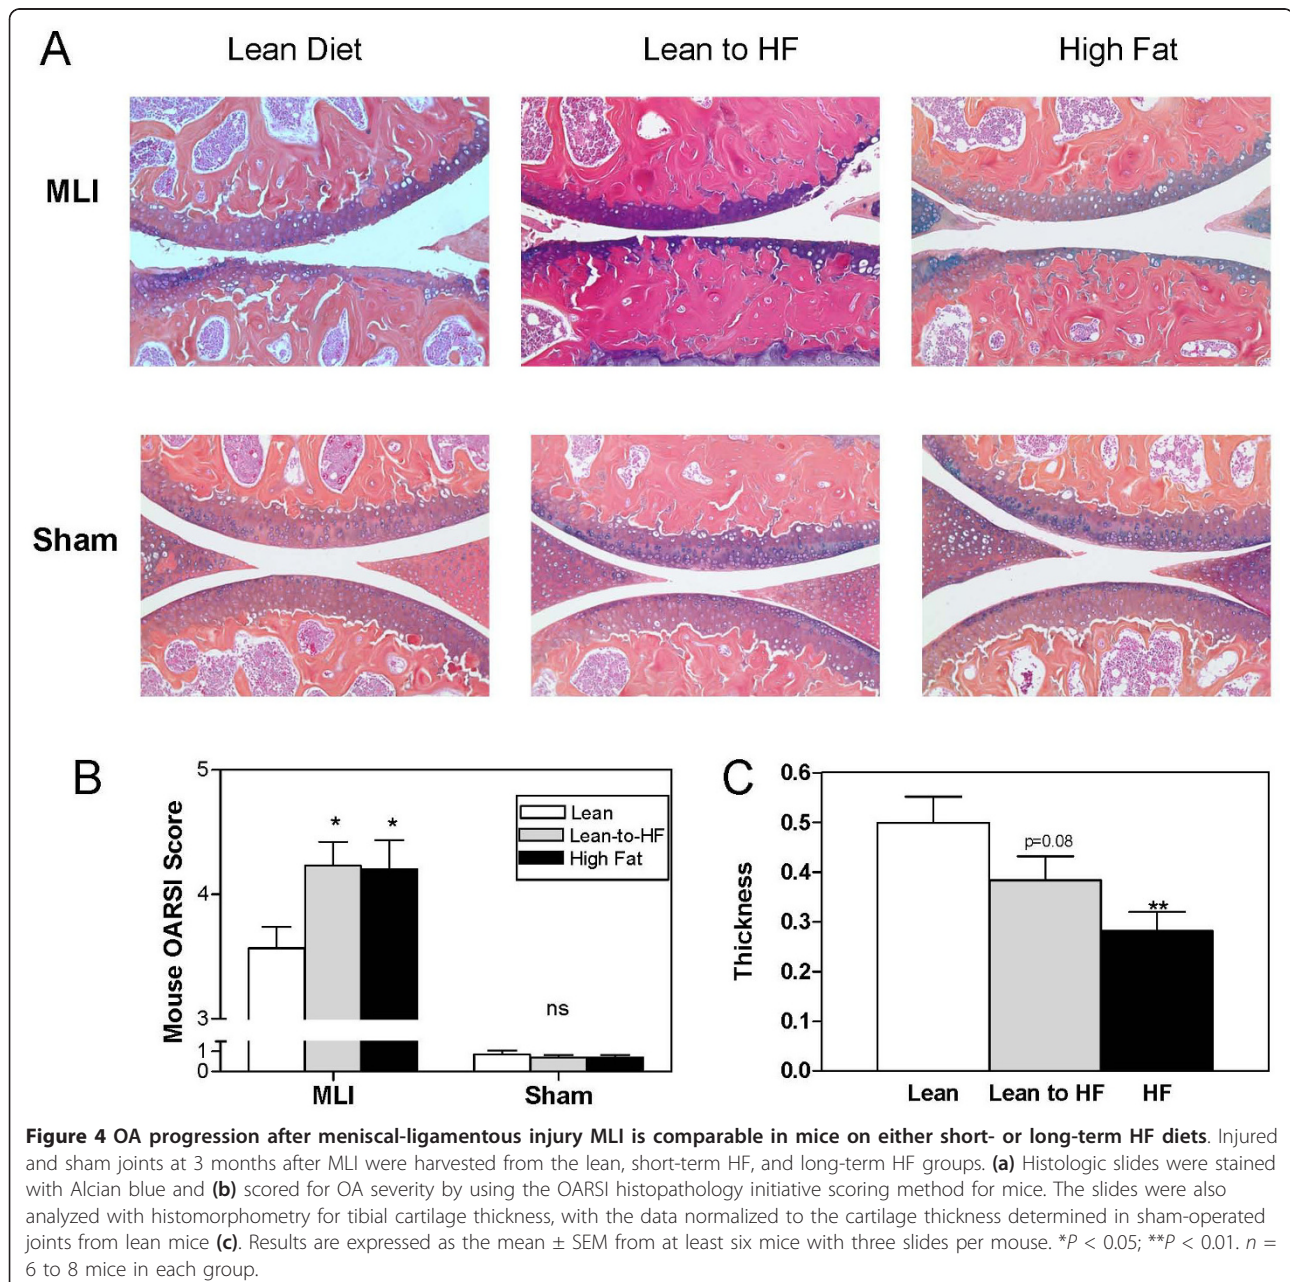 A
Lean Diet
Lean to HF
High Fat
MLI
Sham
B
Mouse OARSI Score
5
4
3
1
0
*
*
ns
Lean
Lean-to-HF
High Fat
MLI
Sham
C
Thickness
0.6
0.5
0.4
0.3
0.2
0.1
0.0
p=0.08
**
Lean
Lean to HF
HF
Figure 4 OA progression after meniscal-ligamentous injury MLI is comparable in mice on either short- or long-term HF diets. Injured
and sham joints at 3 months after MLI were harvested from the lean, short-term HF, and long-term HF groups. (a) Histologic slides were stained
with Alcian blue and (b) scored for OA severity by using the OARSI histopathology initiative scoring method for mice. The slides were also
analyzed with histomorphometry for tibial cartilage thickness, with the data normalized to the cartilage thickness determined in sham-operated
joints from lean mice (c). Results are expressed as the mean ± SEM from at least six mice with three slides per mouse. *P < 0.05; **P < 0.01. n =
6 to 8 mice in each group.